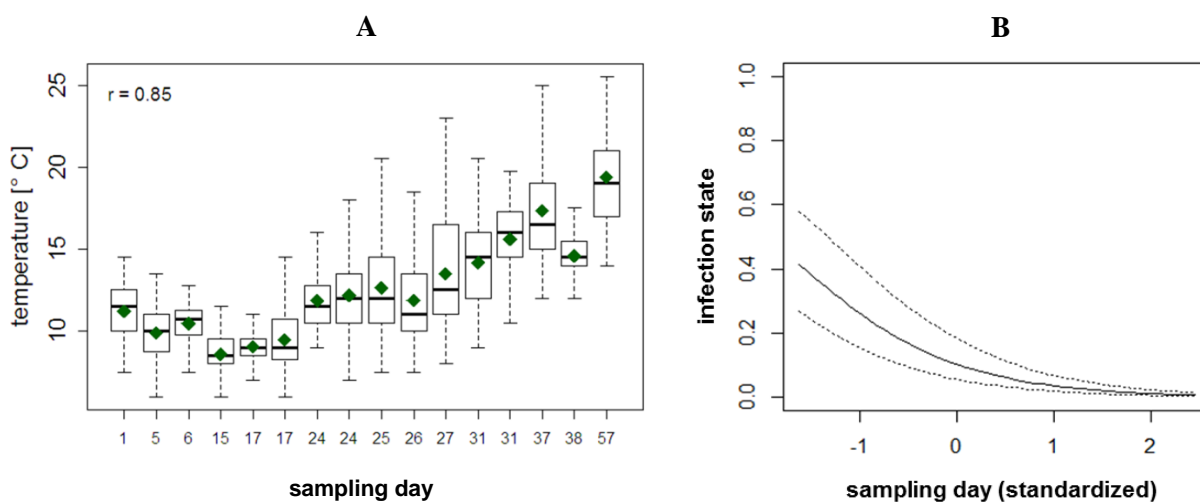 A
r = 0.85
temperature [° C]
25
20
15
10
1 5 6 15 17 17 24 24 25 26 27 31 31 37 38 57
sampling day
B
infection state
1.0
0.8
0.6
0.4
0.2
0.0
-1 0 1 2
sampling day (standardized)